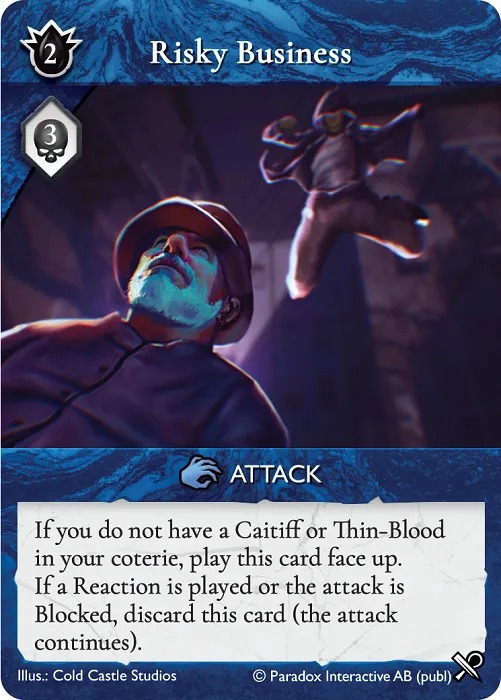 2
Risky Business
3
ATTACK
If you do not have a Caitiff or Thin-Blood
in your coterie, play this card face up.
If a Reaction is played or the attack is
Blocked, discard this card (the attack
continues).
Illus.: Cold Castle Studios
© Paradox Interactive AB (publ)